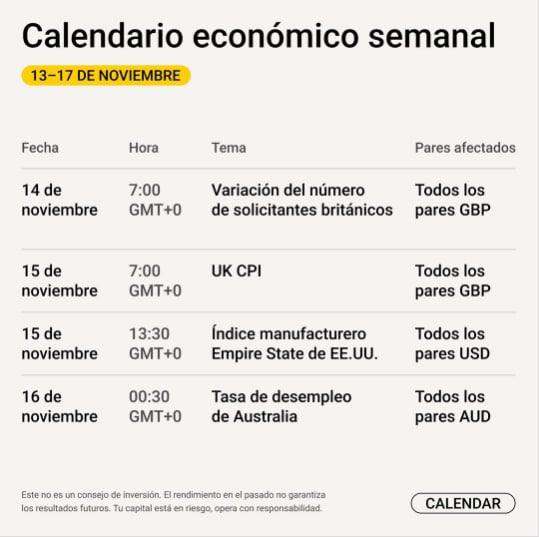 Calendario económico semanal
13–17 DE NOVIEMBRE
Fecha Hora Tema Pares afectados
14 de 7:00 Variación del número Todos los
noviembre GMT+0 de solicitantes británicos pares GBP
15 de 7:00 UK CPI Todos los
noviembre GMT+0 pares GBP
15 de 13:30 Índice manufacturero Todos los
noviembre GMT+0 Empire State de EE.UU. pares USD
16 de 00:30 Tasa de desempleo Todos los
noviembre GMT+0 de Australia pares AUD
Este no es un consejo de inversión. El rendimiento en el pasado no garantiza
los resultados futuros. Tu capital está en riesgo, opera con responsabilidad.
CALENDAR